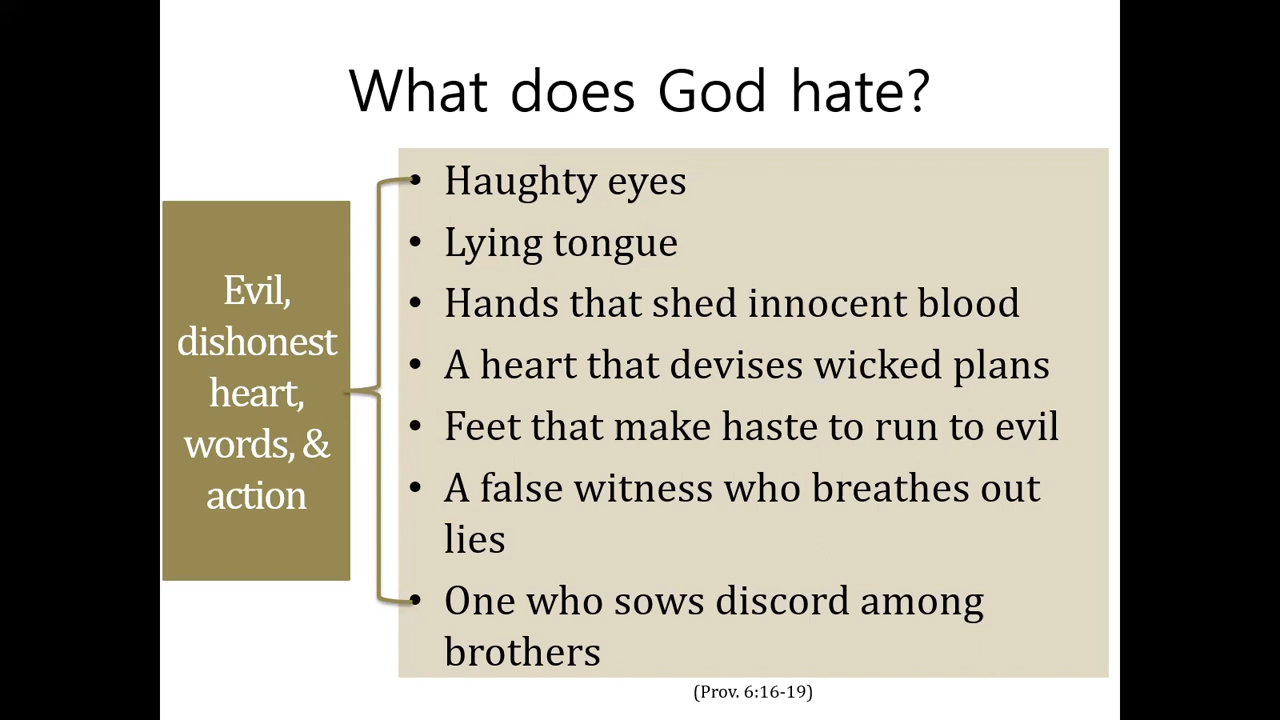 What does God hate?
Evil,
dishonest
heart,
words, &
action
• Haughty eyes
• Lying tongue
• Hands that shed innocent blood
• A heart that devises wicked plans
• Feet that make haste to run to evil
• A false witness who breathes out
lies
• One who sows discord among
brothers
(Prov. 6:16-19)